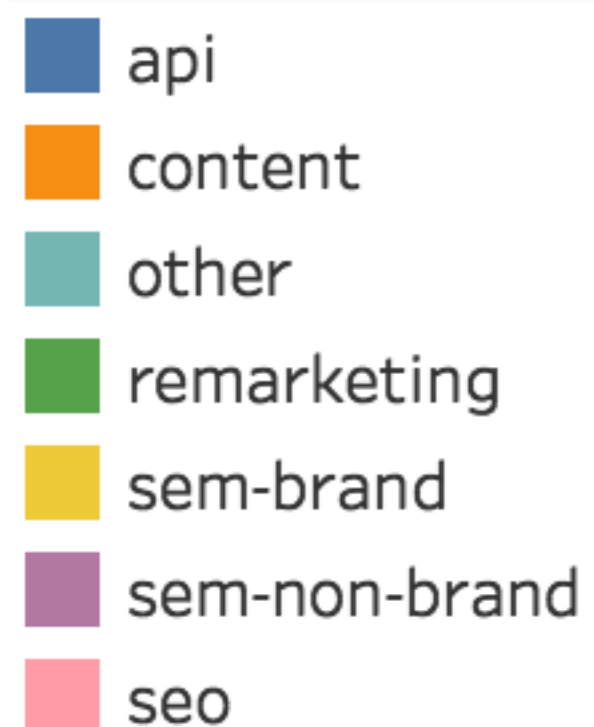 api
content
other
remarketing
sem-brand
sem-non-brand
seo